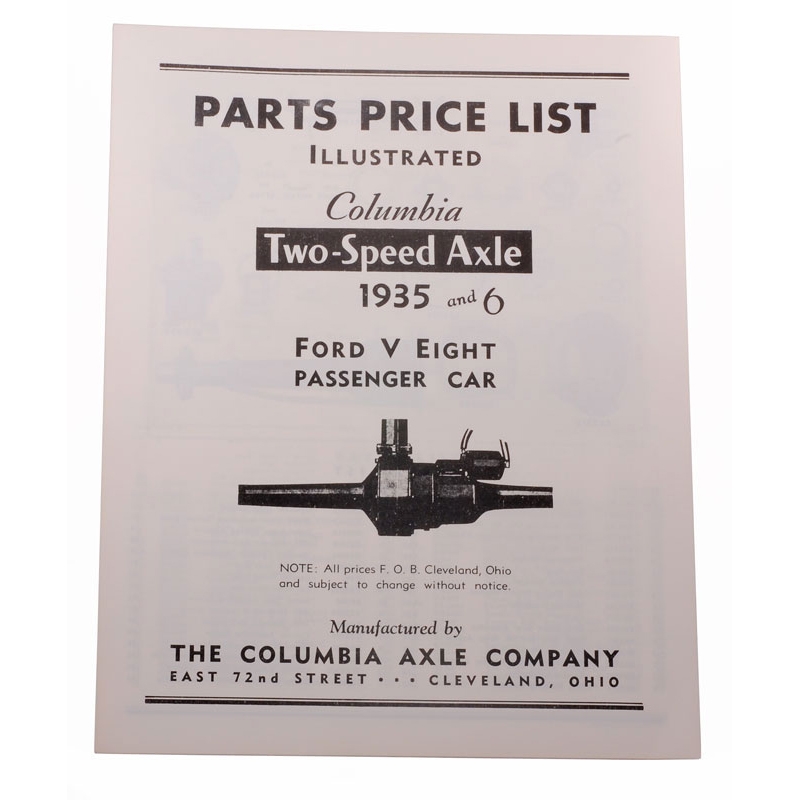 PARTS PRICE LIST
ILLUSTRATED
Columbia
Two-Speed Axle
1935 and 6
FORD V EIGHT
PASSENGER CAR
NOTE: All prices F. O. B. Cleveland, Ohio
and subject to change without notice.
Manufactured by
THE COLUMBIA AXLE COMPANY
EAST 72nd STREET • • • CLEVELAND, OHIO